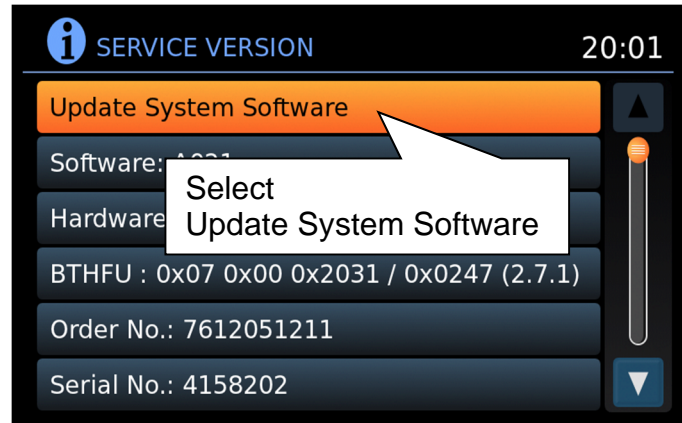 SERVICE VERSION 20:01
Update System Software
Software:
Select
Hardware
Update System Software
BTHFU : 0x07 0x00 0x2031 / 0x0247 (2.7.1)
Order No.: 7612051211
Serial No.: 4158202